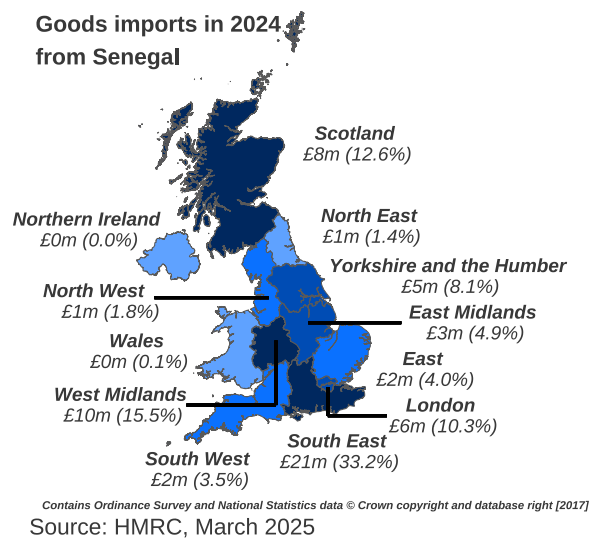 Goods imports in 2024
from Senegal
Scotland
£8m (12.6%)
Northern Ireland
£0m (0.0%)
North East
£1m (1.4%)
Yorkshire and the Humber
£5m (8.1%)
North West
£1m (1.8%)
East Midlands
£3m (4.9%)
Wales
£0m (0.1%)
East
£2m (4.0%)
West Midlands
£10m (15.5%)
London
£6m (10.3%)
South East
£21m (33.2%)
South West
£2m (3.5%)
Contains Ordinance Survey and National Statistics data © Crown copyright and database right [2017]
Source: HMRC, March 2025